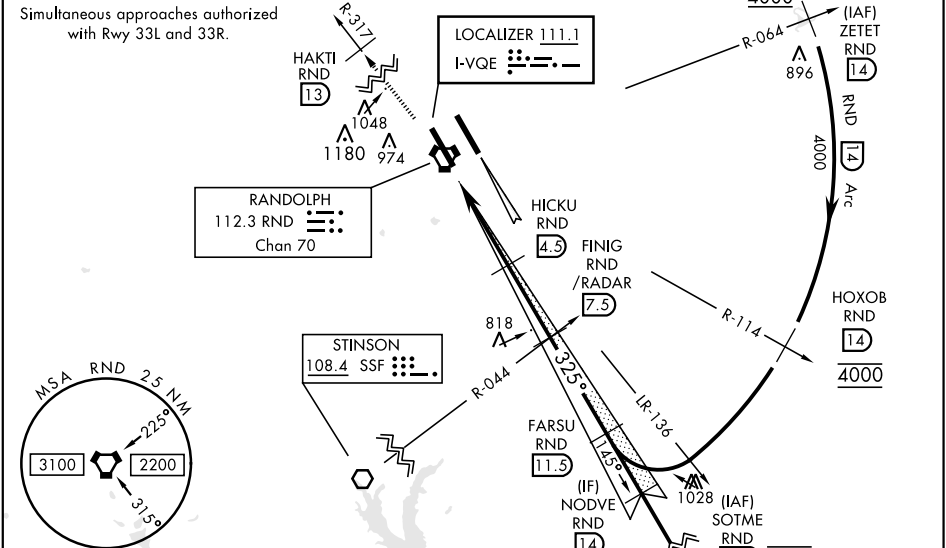 Simultaneous approaches authorized
with Rwy 33L and 33R.
R-317
HAKTI
RND
13
LOCALIZER 111.1
I-VQE
1048
1180
974
RANDOLPH
112.3 RND
Chan 70
4000
R-064
(IAF)
ZETET
RND
14
896
RND
14
Arc
4000
HICKU
RND
4.5
FINIG
RND
/RADAR
7.5
R-114
HOXOB
RND
14
4000
818
STINSON
108.4 SSF
R-044
325°
LR-136
FARSU
RND
11.5
145°
(IF)
NODVE
RND
14
1028
(IAF)
SOTME
RND
MSA RND 25 NM
225°
3100
2200
315°